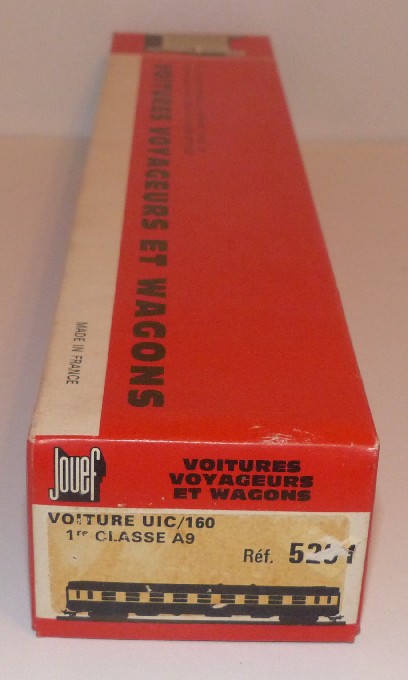 VOITURES VOYAGEURS ET WAGONS
MADE IN FRANCE
Jouef
VOITURES
VOYAGEURS
ET WAGONS
VOITURE UIC/160
1re CLASSE A9
Réf.